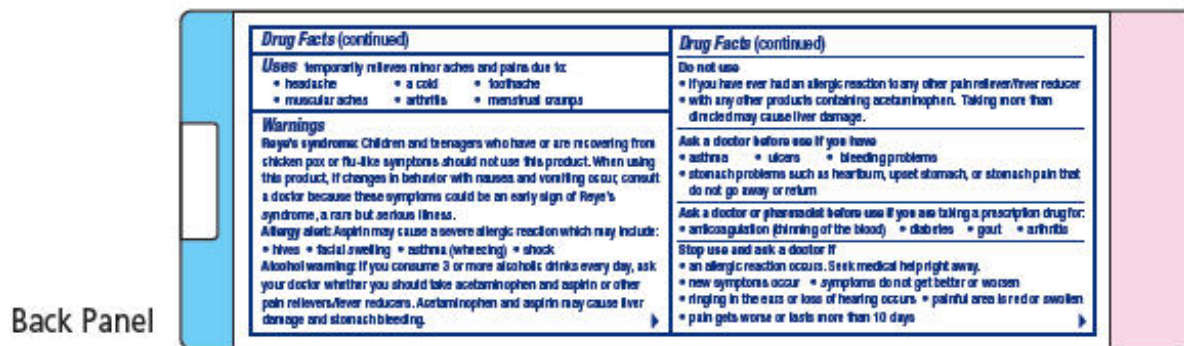 Drug Facts (continued)
Uses temporarily relieves minor aches and pains due to:
• headache • a cold • toothache
• muscular aches • arthritis • menstrual cramps
Warnings
Reye's syndrome: Children and teenagers who have or are recovering from
chicken pox or flu-like symptoms should not use this product. When using
this product, if changes in behavior with nausea and vomiting occur, consult
a doctor because these symptoms could be an early sign of Reye's
syndrome, a rare but serious illness.
Allergy alert: Aspirin may cause a severe allergic reaction which may include:
• hives • facial swelling • asthma (wheezing) • shock
Alcohol warning: If you consume 3 or more alcoholic drinks every day, ask
your doctor whether you should take acetaminophen and aspirin or other
pain relievers/fever reducers. Acetaminophen and aspirin may cause liver
damage and stomach bleeding.
Drug Facts (continued)
Do not use
• if you have ever had an allergic reaction to any other pain reliever/fever reducer
• with any other products containing acetaminophen. Taking more than
directed may cause liver damage.
Ask a doctor before use if you have
• asthma • ulcers • bleeding problems
• stomach problems such as heartburn, upset stomach, or stomach pain that
do not go away or return
Ask a doctor or pharmacist before use if you are taking a prescription drug for:
• anticoagulation (thinning of the blood) • diabetes • gout • arthritis
Stop use and ask a doctor if
• an allergic reaction occurs. Seek medical help right away.
• new symptoms occur • symptoms do not get better or worsen
• ringing in the ears or loss of hearing occurs • painful area is red or swollen
• pain gets worse or lasts more than 10 days
Back Panel